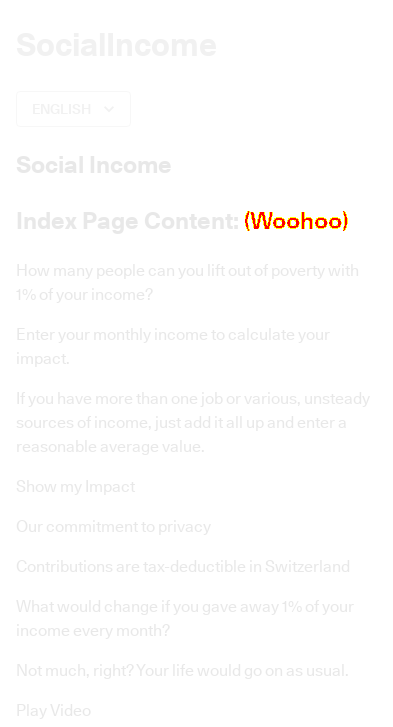 SocialIncome
ENGLISH
Social Income
Index Page Content: (Woohoo)
How many people can you lift out of poverty with
1% of your income?
Enter your monthly income to calculate your
impact.
If you have more than one job or various, unsteady
sources of income, just add it all up and enter a
reasonable average value.
Show my Impact
Our commitment to privacy
Contributions are tax-deductible in Switzerland
What would change if you gave away 1% of your
income every month?
Not much, right? Your life would go on as usual.
Play Video